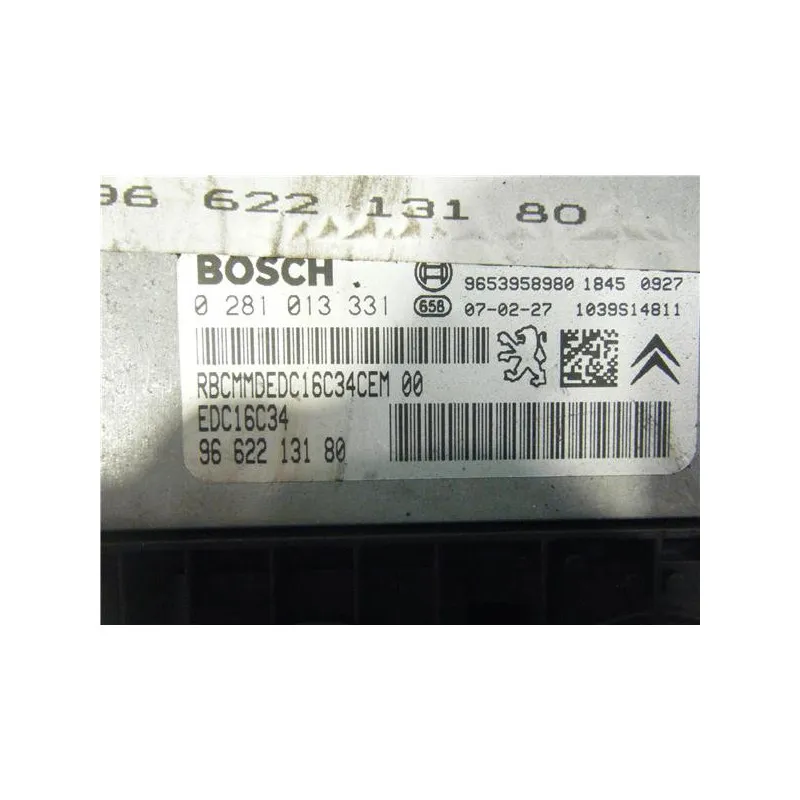 96 622 131 80
BOSCH
9653958980 1845 0927
0 281 013 331 656 07-02-27 1039S14811
RBCMMDEDC16C34CEM 00
EDC16C34
96 622 131 80